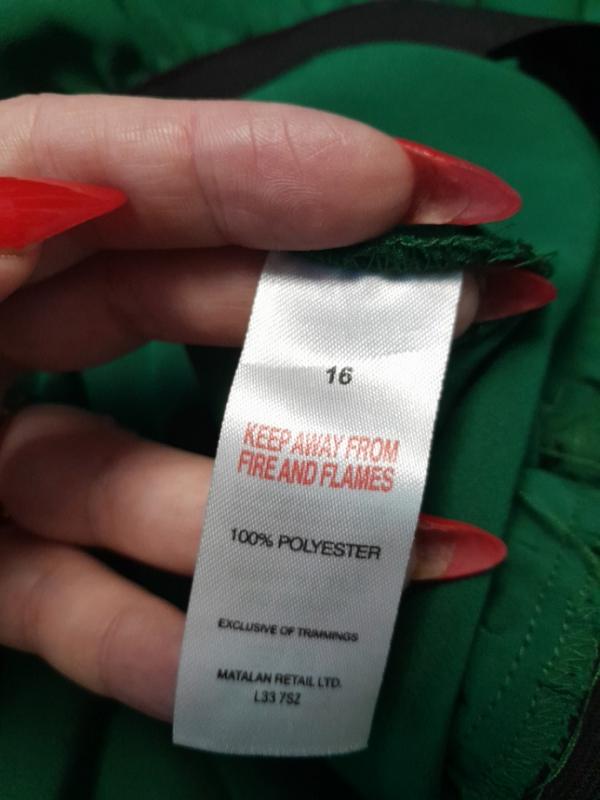 16
KEEP AWAY FROM
FIRE AND FLAMES
100% POLYESTER
EXCLUSIVE OF TRIMMINGS
MATALAN RETAIL LTD.
L33 7SZ